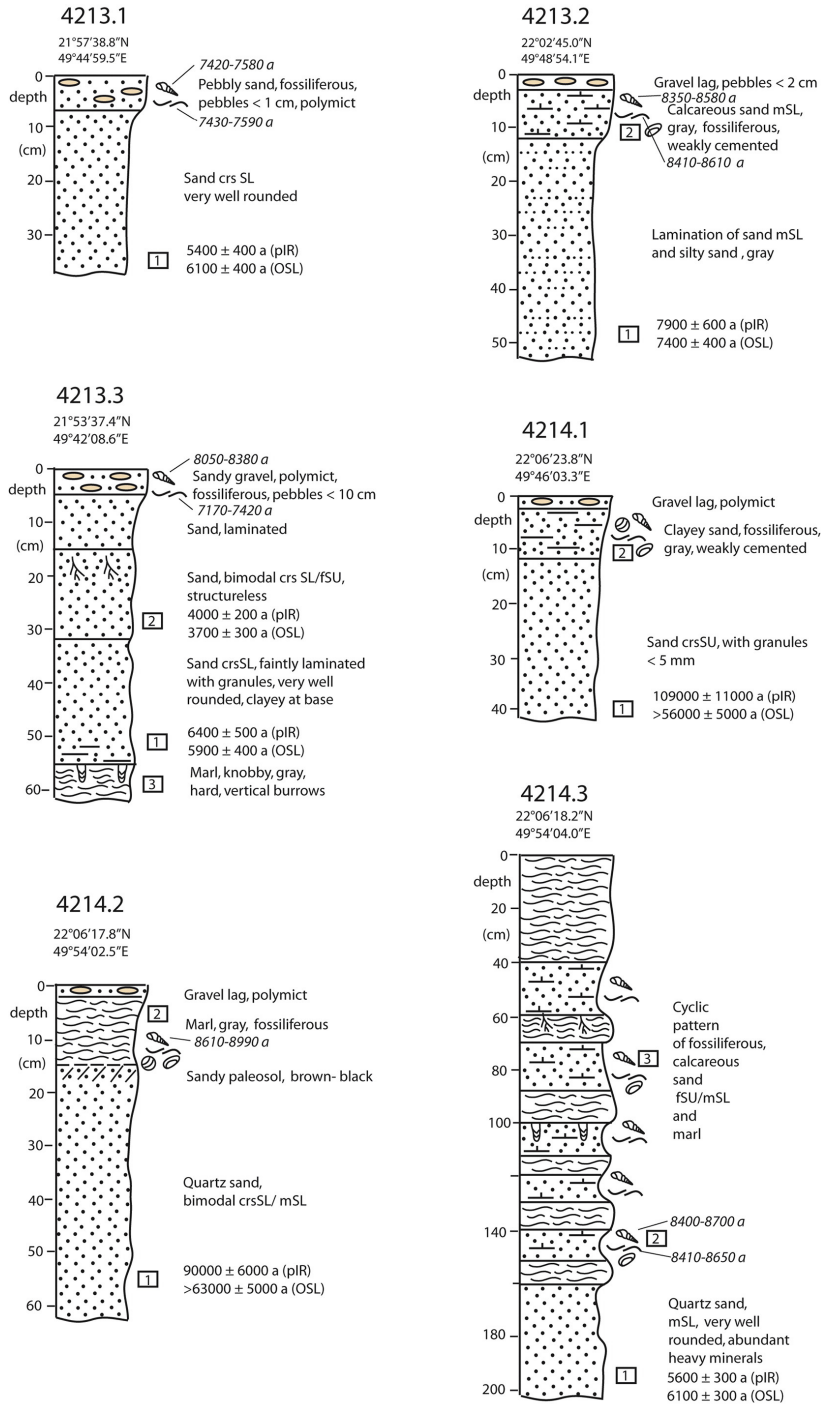 4213.1
21°57'38.8"N
49°44'59.5"E
0
depth
10
(cm)
20
30
7420-7580 a
Pebbly sand, fossiliferous,
pebbles < 1 cm, polymict
7430-7590 a
Sand crs SL
very well rounded
1
5400 ± 400 a (pIR)
6100 ± 400 a (OSL)
4213.2
22°02'45.0"N
49°48'54.1"E
0
depth
10
(cm)
20
30
40
50
Gravel lag, pebbles < 2 cm
8350-8580 a
Calcareous sand mSL,
gray, fossiliferous,
weakly cemented
2
8410-8610 a
Lamination of sand mSL
and silty sand , gray
1
7900 ± 600 a (pIR)
7400 ± 400 a (OSL)
4213.3
21°53'37.4"N
49°42'08.6"E
0
depth
10
(cm)
20
30
40
50
60
8050-8380 a
Sandy gravel, polymict,
fossiliferous, pebbles < 10 cm
7170-7420 a
Sand, laminated
Sand, bimodal crs SL/fSU,
structureless
2
4000 ± 200 a (pIR)
3700 ± 300 a (OSL)
Sand crsSL, faintly laminated
with granules, very well
rounded, clayey at base
1
6400 ± 500 a (pIR)
5900 ± 400 a (OSL)
3
Marl, knobby, gray,
hard, vertical burrows
4214.1
22°06'23.8"N
49°46'03.3"E
0
depth
10
(cm)
20
30
40
Gravel lag, polymict
Clayey sand, fossiliferous,
gray, weakly cemented
2
Sand crsSU, with granules
< 5 mm
1
109000 ± 11000 a (pIR)
>56000 ± 5000 a (OSL)
4214.2
22°06'17.8"N
49°54'02.5"E
0
depth
10
(cm)
20
30
40
50
60
Gravel lag, polymict
2
Marl, gray, fossiliferous
8610-8990 a
Sandy paleosol, brown- black
Quartz sand,
bimodal crsSL/ mSL
1
90000 ± 6000 a (pIR)
>63000 ± 5000 a (OSL)
4214.3
22°06'18.2"N
49°54'04.0"E
0
depth
20
(cm)
40
60
80
100
140
180
200
Cyclic
pattern
of fossiliferous,
calcareous
sand
fSU/mSL
and
marl
3
8400-8700 a
2
8410-8650 a
Quartz sand,
mSL, very well
rounded, abundant
heavy minerals
1
5600 ± 300 a (pIR)
6100 ± 300 a (OSL)